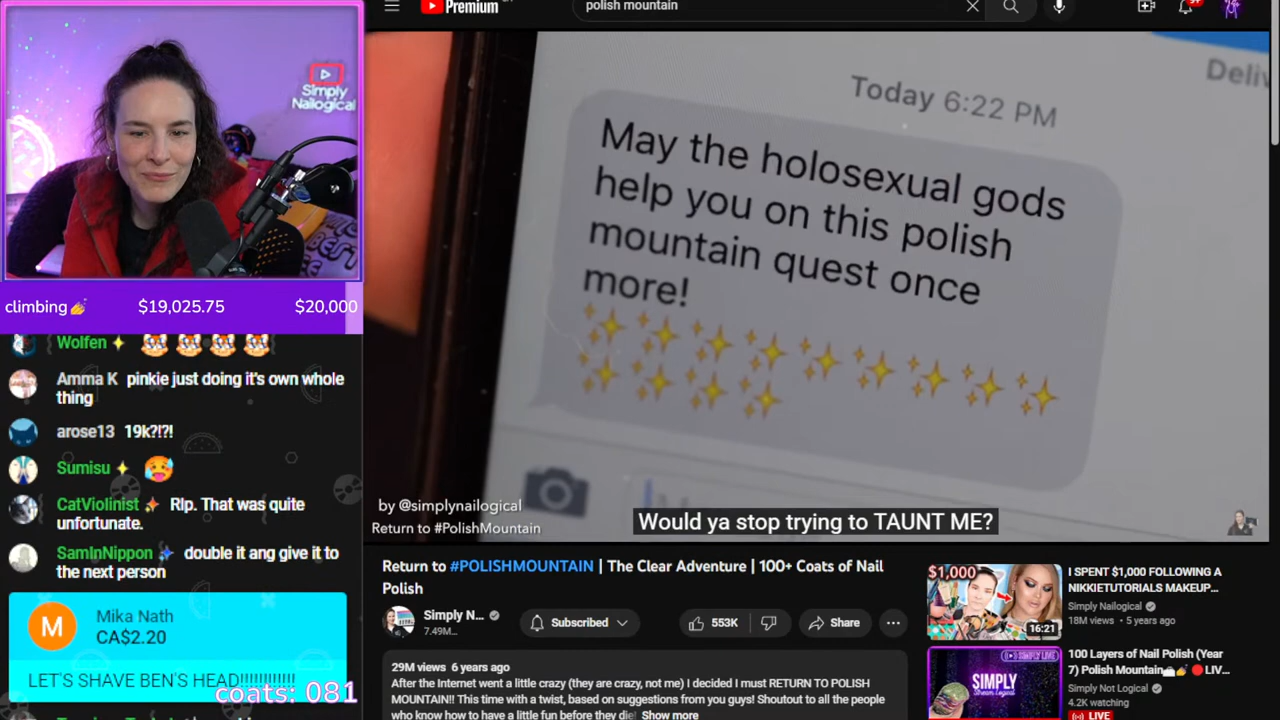 Premium
polish mountain
Simply
Nailogical
climbing💅 $19,025.75 $20,000
Wolfen
Amma K pinkie just doing it's own whole
thing
arose13 19k?!?!
Sumisu
CatViolinist RIp. That was quite
unfortunate.
SamInNippon double it ang give it to
the next person
M
Mika Nath
CA$2.20
LET'S SHAVE BEN'S HEAD!!!!!!!!!!!!
coats: 081
Today 6:22 PM
May the holosexual gods
help you on this polish
mountain quest once
more!
by @simplynailogical
Return to #PolishMountain
Would ya stop trying to TAUNT ME?
Return to #POLISHMOUNTAIN | The Clear Adventure | 100+ Coats of Nail
Polish
Simply N...
7.49M...
Subscribed
553K
Share
29M views 6 years ago
After the Internet went a little crazy (they are crazy, not me) I decided I must RETURN TO POLISH
MOUNTAIN!! This time with a twist, based on suggestions from you guys! Shoutout to all the people
who know how to have a little fun before they die! Show more
$1,000
16:21
I SPENT $1,000 FOLLOWING A
NIKKIETUTORIALS MAKEUP...
Simply Nailogical
18M views • 5 years ago
SIMPLY LIVE
SIMPLY
100 Layers of Nail Polish (Year
7) Polish Mountain🏔💅🔴LIV...
Simply Not Logical
4.2K watching
LIVE